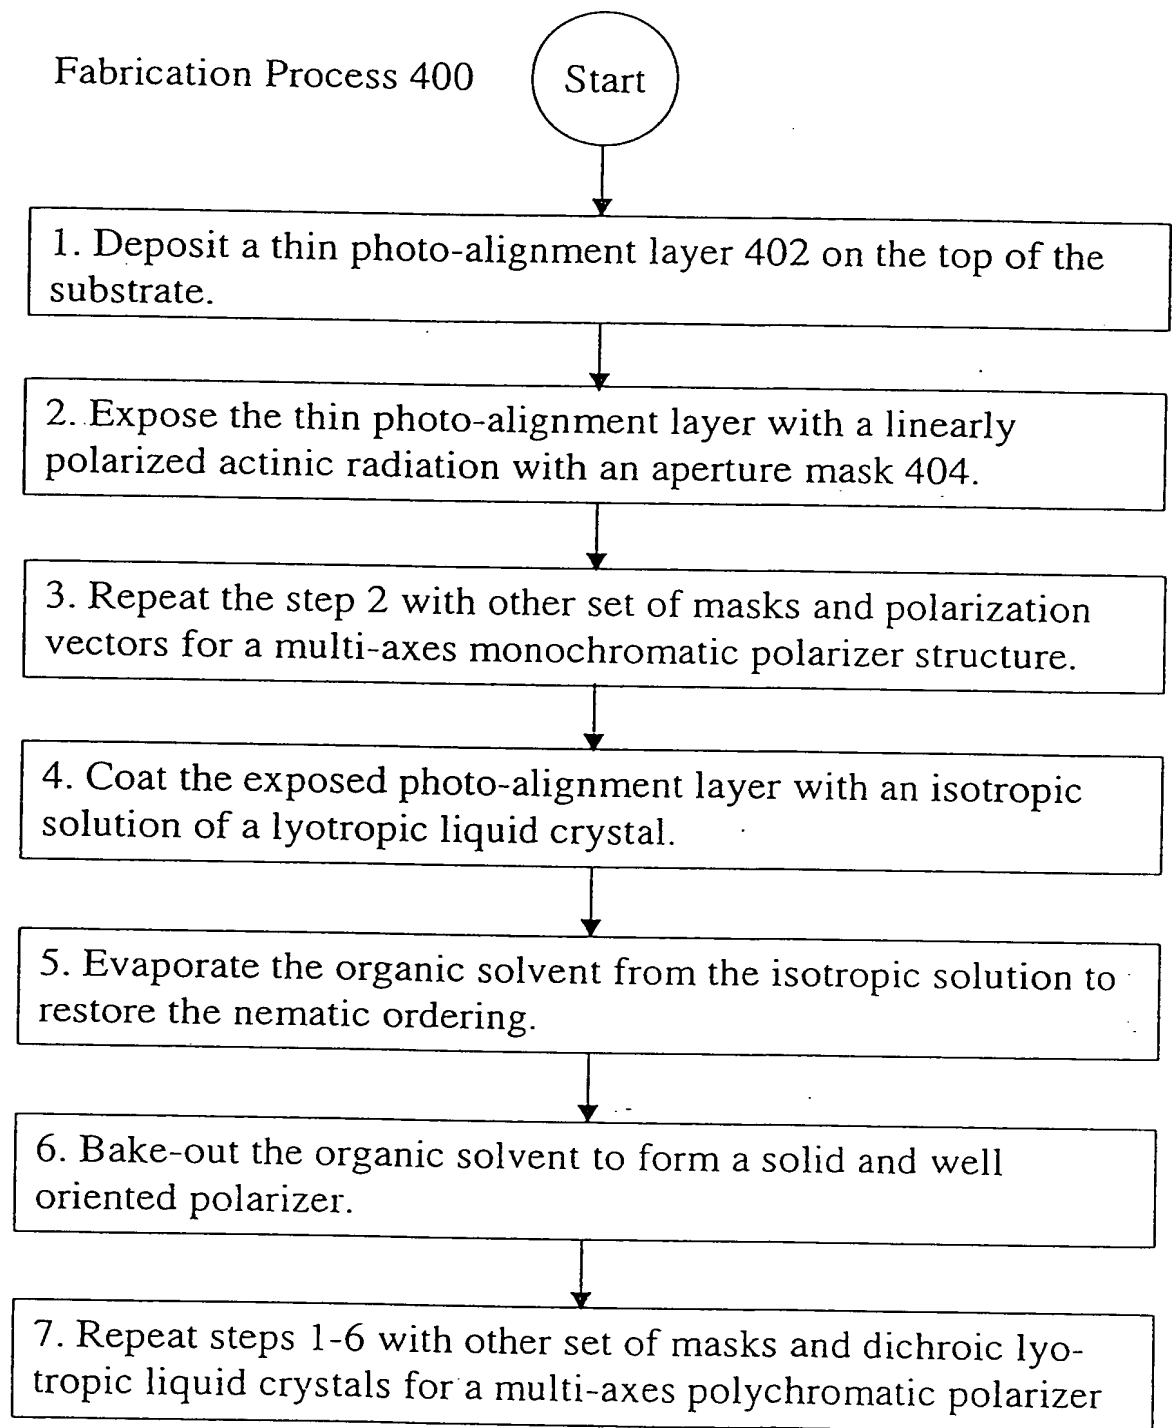 Fabrication Process 400
Start
1. Deposit a thin photo-alignment layer 402 on the top of the
substrate.
2. Expose the thin photo-alignment layer with a linearly
polarized actinic radiation with an aperture mask 404.
3. Repeat the step 2 with other set of masks and polarization
vectors for a multi-axes monochromatic polarizer structure.
4. Coat the exposed photo-alignment layer with an isotropic
solution of a lyotropic liquid crystal.
5. Evaporate the organic solvent from the isotropic solution to
restore the nematic ordering.
6. Bake-out the organic solvent to form a solid and well
oriented polarizer.
7. Repeat steps 1-6 with other set of masks and dichroic lyo-
tropic liquid crystals for a multi-axes polychromatic polarizer